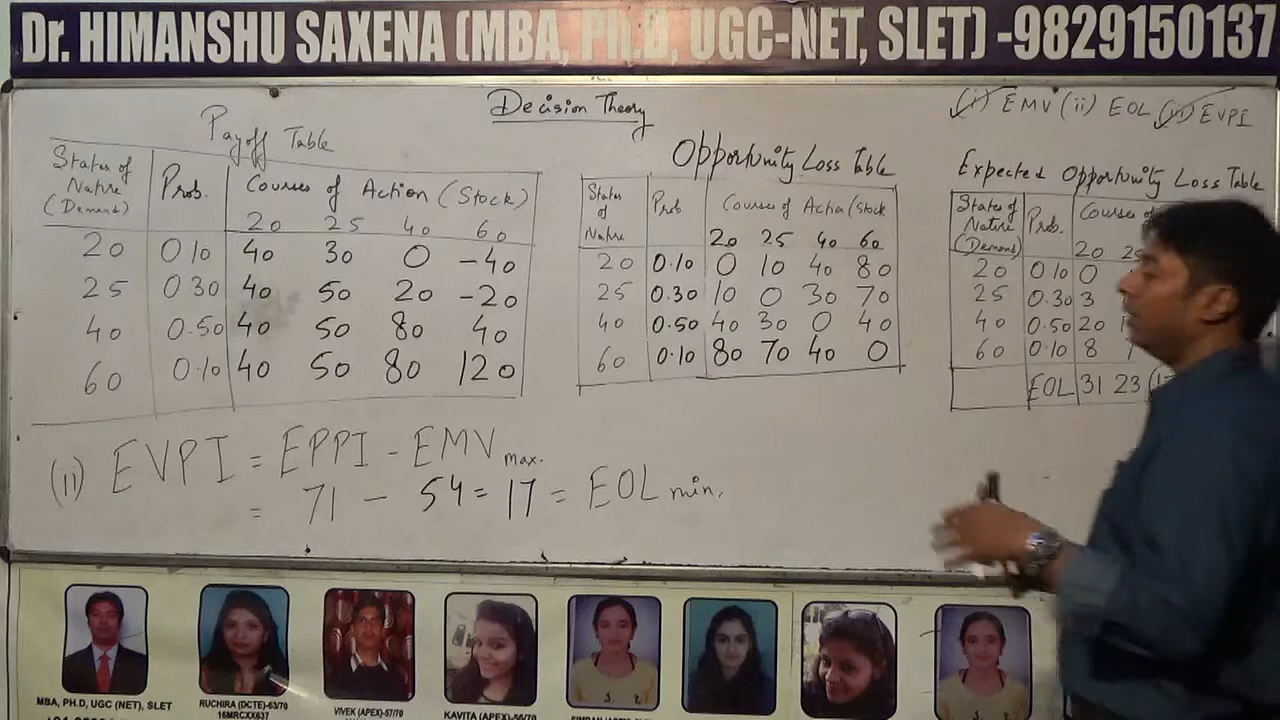 Dr. HIMANSHU SAXENA (MBA, PH.D, UGC-NET, SLET) -9829150137
Decision Theory
(i) EMV (ii) EOL (iii) EVPI
Payoff Table
States of Nature (Demand) Prob. Courses of Action (Stock)
20 25 40 60
20 0.10 40 30 0 -40
25 0.30 40 50 20 -20
40 0.50 40 50 80 40
60 0.10 40 50 80 120
Opportunity Loss Table
States of Nature Prob Courses of Action (Stock
20 25 40 60
20 0.10 0 10 40 80
25 0.30 10 0 30 70
40 0.50 40 30 0 40
60 0.10 80 70 40 0
Expected Opportunity Loss Table
States of Nature (Demand) Prob. Courses of
20
20 0.10 0
25 0.30 3
40 0.50 20
60 0.10 8
EOL 31 23
(ii) EVPI = EPPI - EMV max.
= 71 - 54 = 17 = EOL min.
MBA, PH.D, UGC (NET), SLET
RUCHIRA (DCTE)-63/70
16MRCXX637
VIVEK (APEX)-57/70
KAVITA (APEX)-56/70